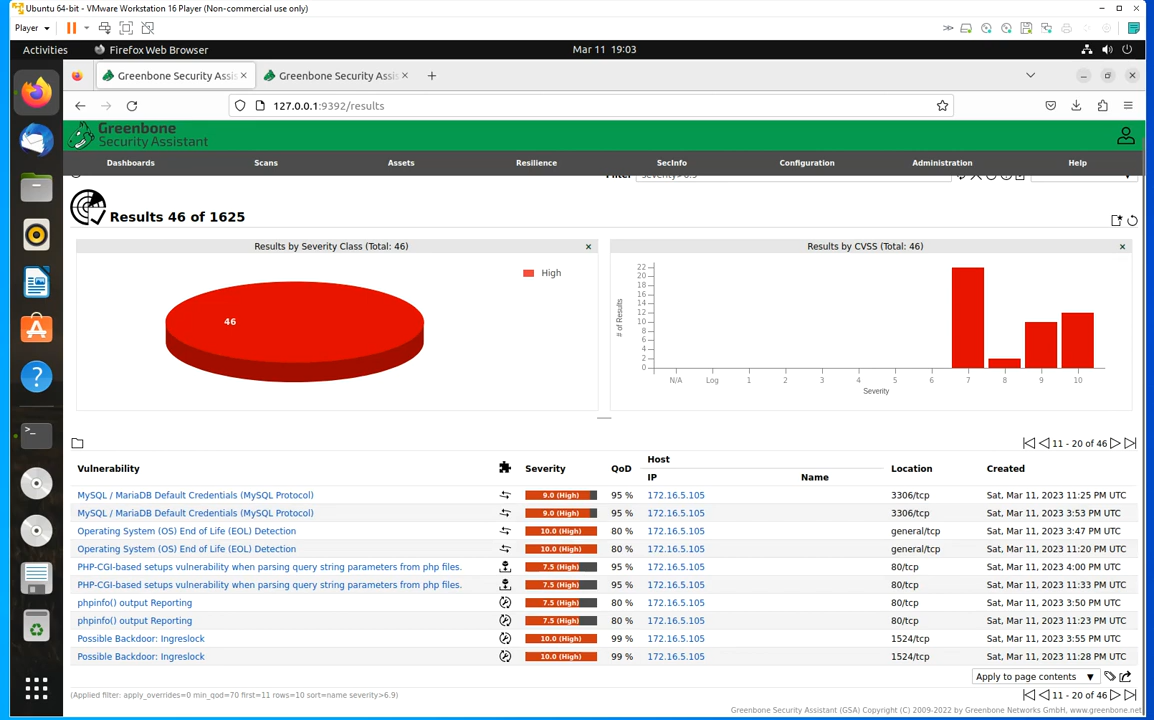 Ubuntu 64-bit - VMware Workstation 16 Player (Non-commercial use only)
Player
Activities Firefox Web Browser Mar 11 19:03
Greenbone Security Assis Greenbone Security Assis
127.0.0.1:9392/results
Greenbone
Security Assistant
Dashboards Scans Assets Resilience SecInfo Configuration Administration Help
Filter severity>6.9
Results 46 of 1625
Results by Severity Class (Total: 46)
High
46
Results by CVSS (Total: 46)
# of Results
22
20
18
16
14
12
10
8
6
4
2
0
N/A Log 1 2 3 4 5 6 7 8 9 10
Severity
11 - 20 of 46
Vulnerability Severity QoD Host Location Created
IP Name
MySQL / MariaDB Default Credentials (MySQL Protocol) 9.0 (High) 95 % 172.16.5.105 3306/tcp Sat, Mar 11, 2023 11:25 PM UTC
MySQL / MariaDB Default Credentials (MySQL Protocol) 9.0 (High) 95 % 172.16.5.105 3306/tcp Sat, Mar 11, 2023 3:53 PM UTC
Operating System (OS) End of Life (EOL) Detection 10.0 (High) 80 % 172.16.5.105 general/tcp Sat, Mar 11, 2023 3:47 PM UTC
Operating System (OS) End of Life (EOL) Detection 10.0 (High) 80 % 172.16.5.105 general/tcp Sat, Mar 11, 2023 11:20 PM UTC
PHP-CGI-based setups vulnerability when parsing query string parameters from php files. 7.5 (High) 95 % 172.16.5.105 80/tcp Sat, Mar 11, 2023 4:00 PM UTC
PHP-CGI-based setups vulnerability when parsing query string parameters from php files. 7.5 (High) 95 % 172.16.5.105 80/tcp Sat, Mar 11, 2023 11:33 PM UTC
phpinfo() output Reporting 7.5 (High) 80 % 172.16.5.105 80/tcp Sat, Mar 11, 2023 3:50 PM UTC
phpinfo() output Reporting 7.5 (High) 80 % 172.16.5.105 80/tcp Sat, Mar 11, 2023 11:23 PM UTC
Possible Backdoor: Ingreslock 10.0 (High) 99 % 172.16.5.105 1524/tcp Sat, Mar 11, 2023 3:55 PM UTC
Possible Backdoor: Ingreslock 10.0 (High) 99 % 172.16.5.105 1524/tcp Sat, Mar 11, 2023 11:28 PM UTC
Apply to page contents
(Applied filter: apply_overrides=0 min_qod=70 first=11 rows=10 sort=name severity>6.9)
11 - 20 of 46
Greenbone Security Assistant (GSA) Copyright (C) 2009-2022 by Greenbone Networks GmbH, www.greenbone.net